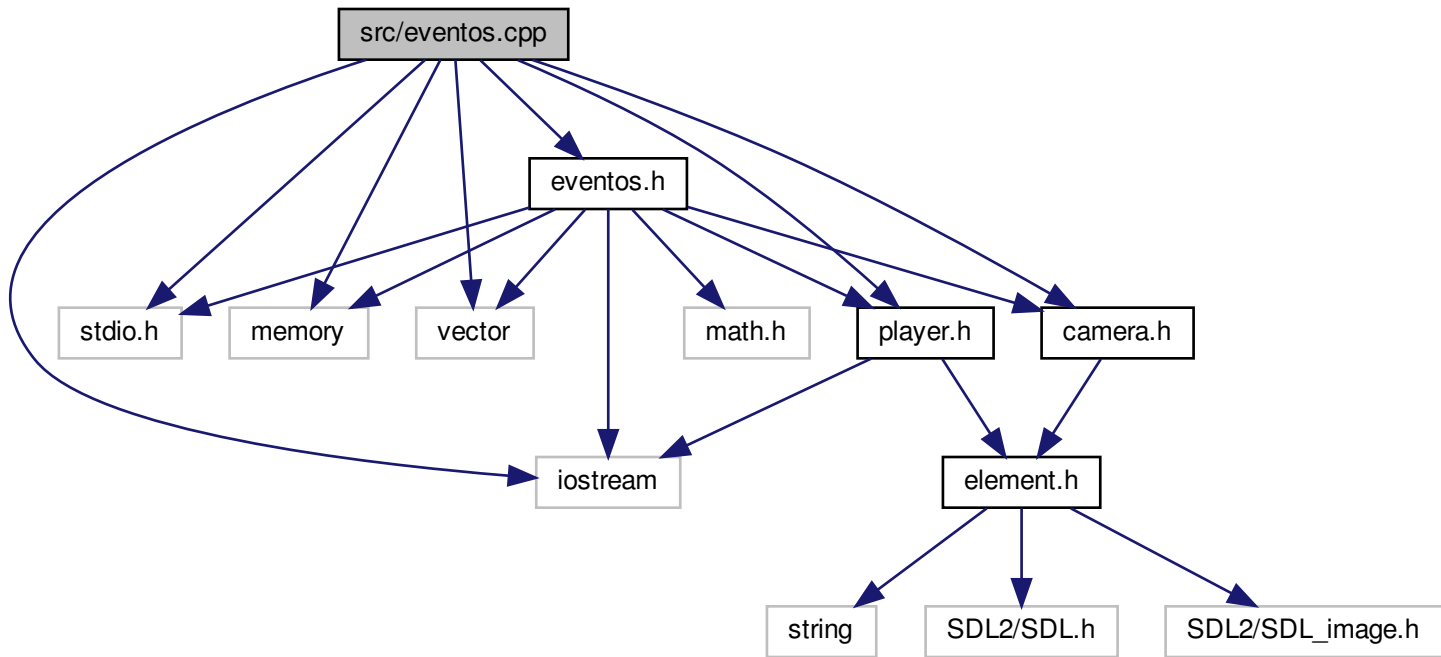 src/eventos.cpp
eventos.h
stdio.h
memory
vector
math.h
player.h
camera.h
iostream
element.h
string
SDL2/SDL.h
SDL2/SDL_image.h